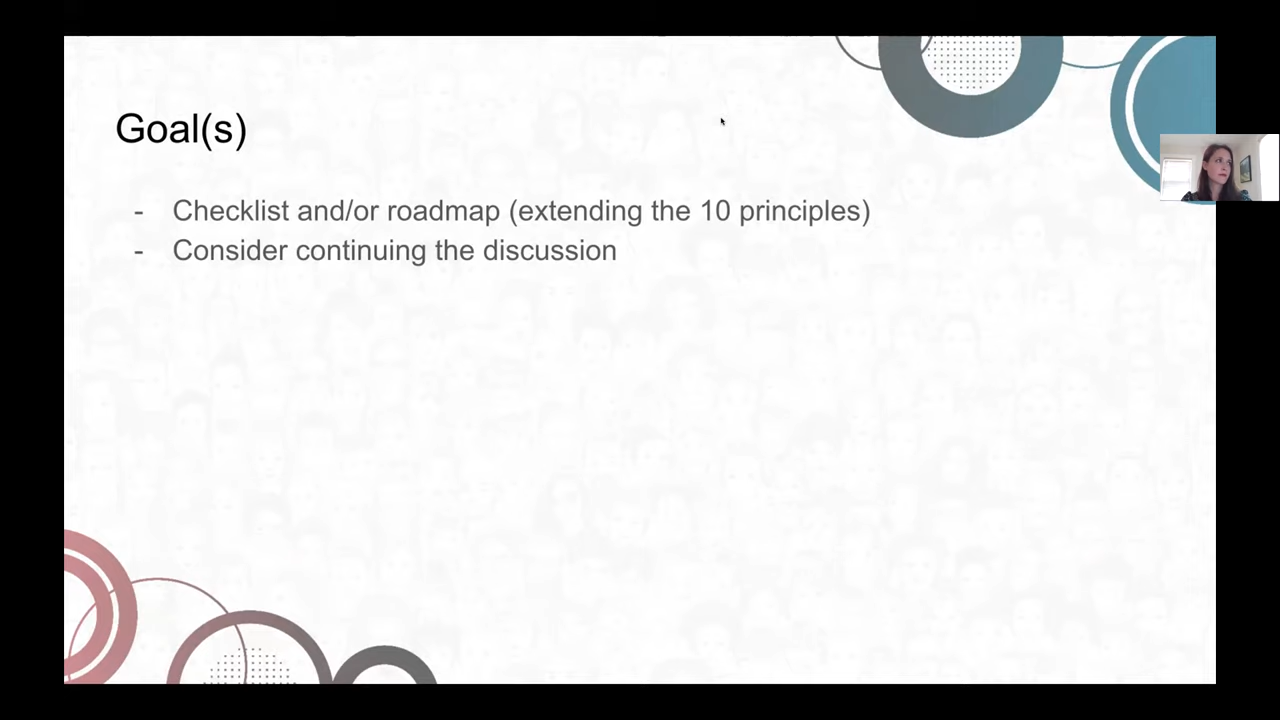 Goal(s)
- Checklist and/or roadmap (extending the 10 principles)
- Consider continuing the discussion